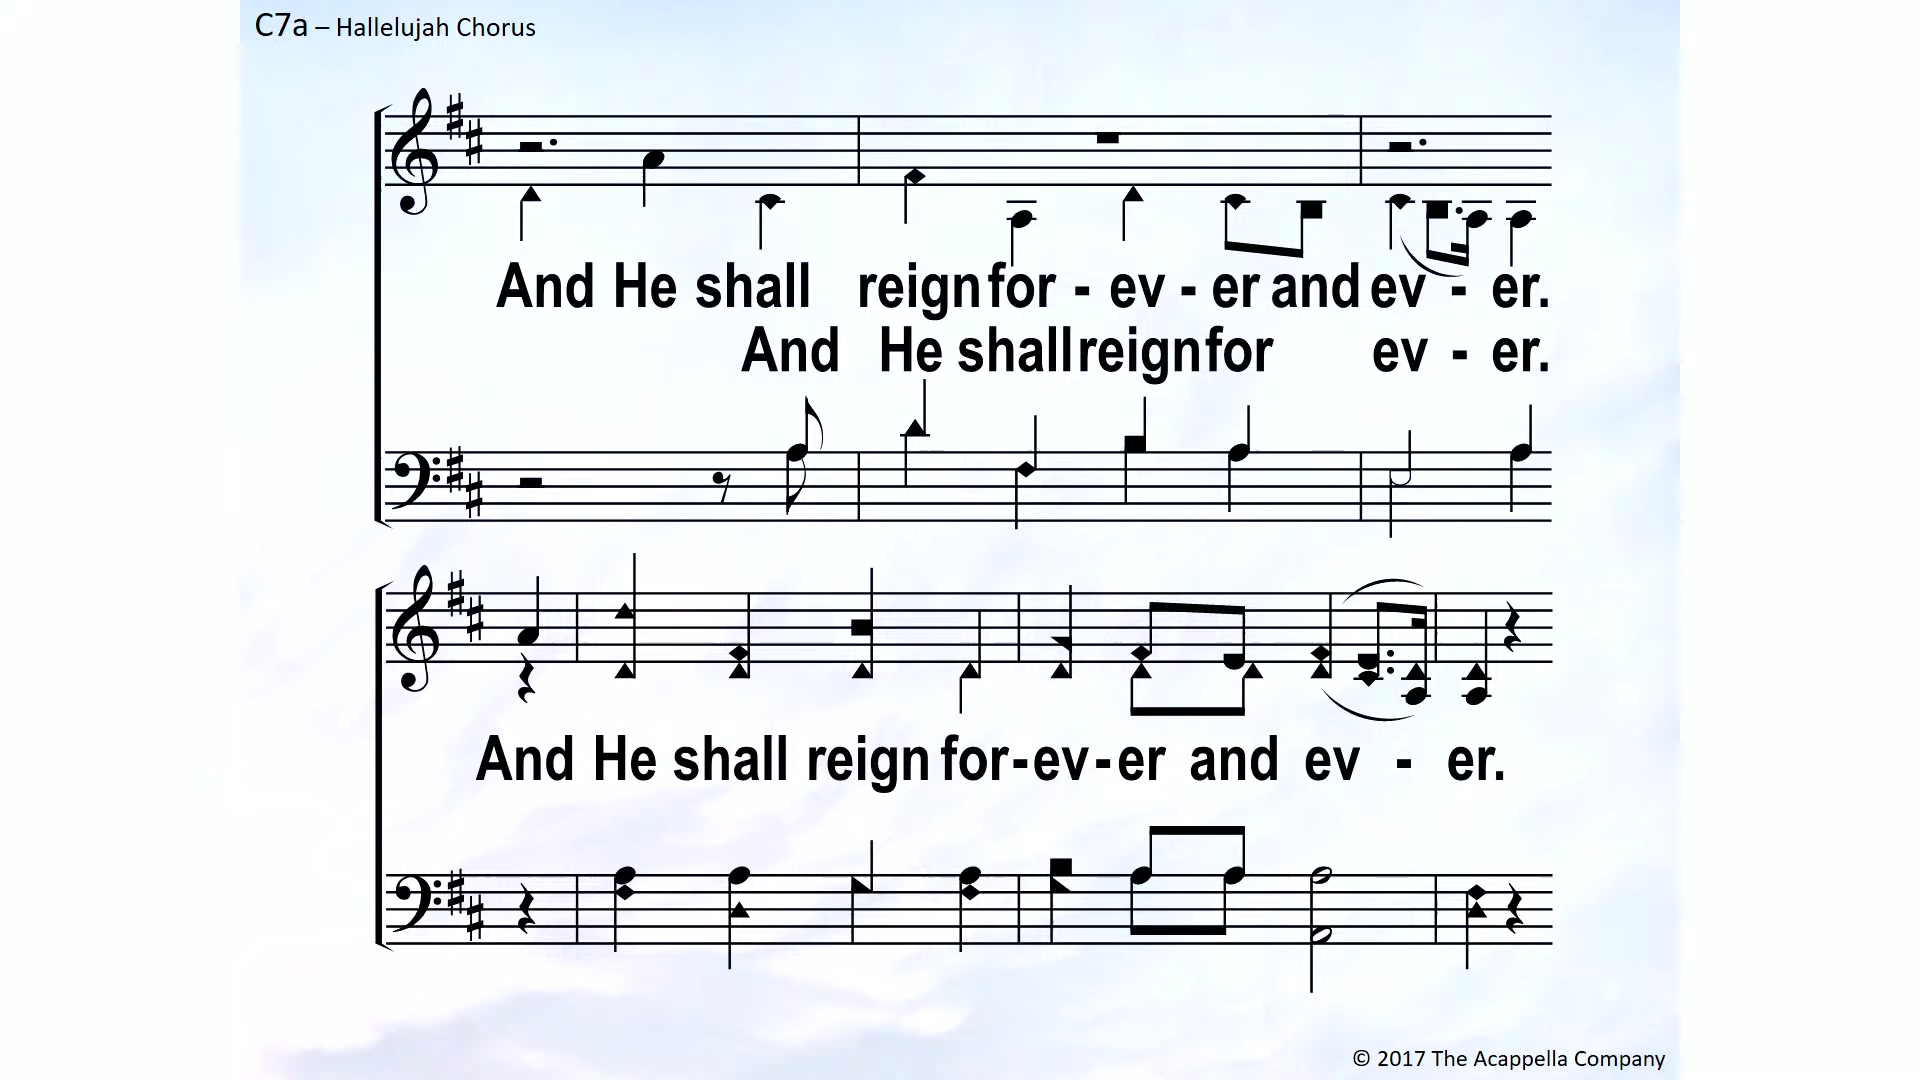 C7a – Hallelujah Chorus
And He shall reign for - ev - er and ev - er.
And He shall reign for ev - er.
And He shall reign for-ev-er and ev - er.
© 2017 The Acappella Company